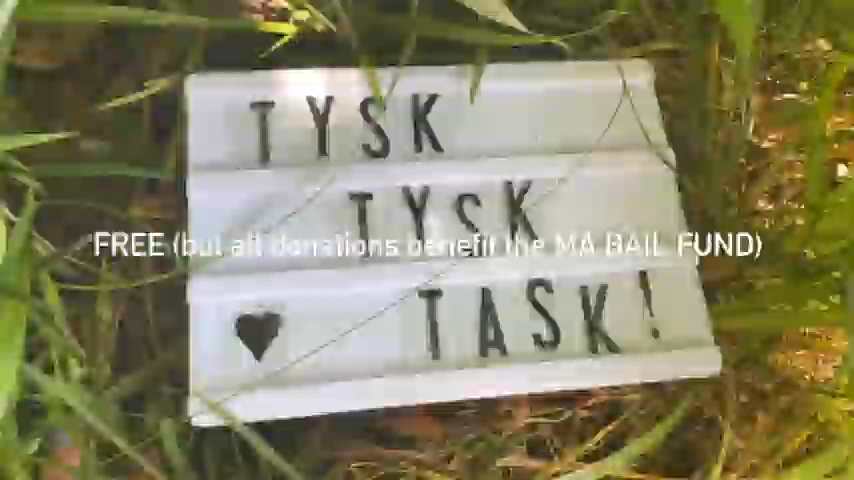 TYSK
TYSK
FREE (but all donations benefit the MA BAIL FUND)
♥ TASK!